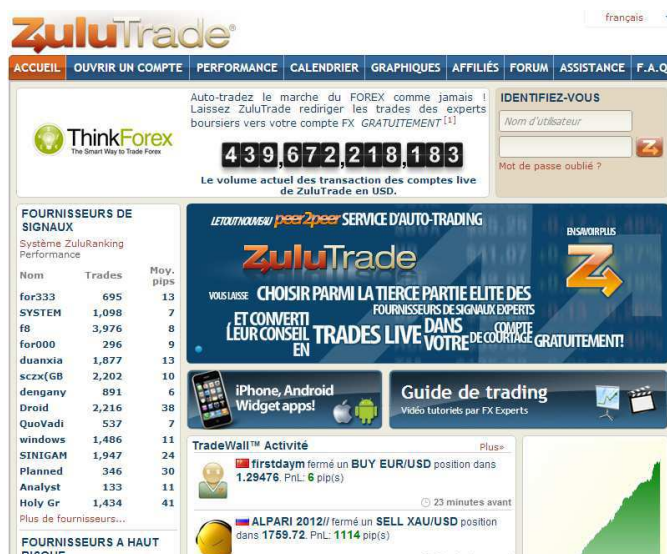 français
ZuluTrade®
ACCUEIL OUVRIR UN COMPTE PERFORMANCE CALENDRIER GRAPHIQUES AFFILIÉS FORUM ASSISTANCE F.A.Q
ThinkForex
The Smart Way to Trade Forex
Auto-tradez le marche du FOREX comme jamais !
Laissez ZuluTrade rediriger les trades des experts
boursiers vers votre compte FX GRATUITEMENT [1]
439,672,218,183
Le volume actuel des transaction des comptes live
de ZuluTrade en USD.
IDENTIFIEZ-VOUS
Nom d'utilsateur
Mot de passe oublié ?
FOURNISSEURS DE
SIGNAUX
Système ZuluRanking
Performance
Nom Trades Moy. pips
for333 695 13
SYSTEM 1,098 7
f8 3,976 8
for000 296 9
duanxia 1,877 13
sczx(GB 2,202 10
dengany 891 6
Droid 2,216 38
QuoVadi 537 7
windows 1,486 11
SINIGAM 1,947 24
Planned 346 30
Analyst 133 11
Holy Gr 1,434 41
Plus de fournisseurs...
FOURNISSEURS A HAUT
RISQUE
LE TOUT NOUVEAU peer2peer SERVICE D'AUTO-TRADING
EN SAVOIR PLUS
ZuluTrade
VOUS LAISSE CHOISIR PARMI LA TIERCE PARTIE ELITE DES
FOURNISSEURS DE SIGNAUX EXPERTS
ET CONVERTI LEUR CONSEIL EN TRADES LIVE DANS VOTRE COMPTE DE COURTAGE GRATUITEMENT!
iPhone, Android
Widget apps!
Guide de trading
Vidéo tutoriels par FX Experts
TradeWall™ Activité
Plus»
firstdaym fermé un BUY EUR/USD position dans
1.29476. PnL: 6 pip(s)
23 minutes avant
ALPARI 2012// fermé un SELL XAU/USD position
dans 1759.72. PnL: 1114 pip(s)